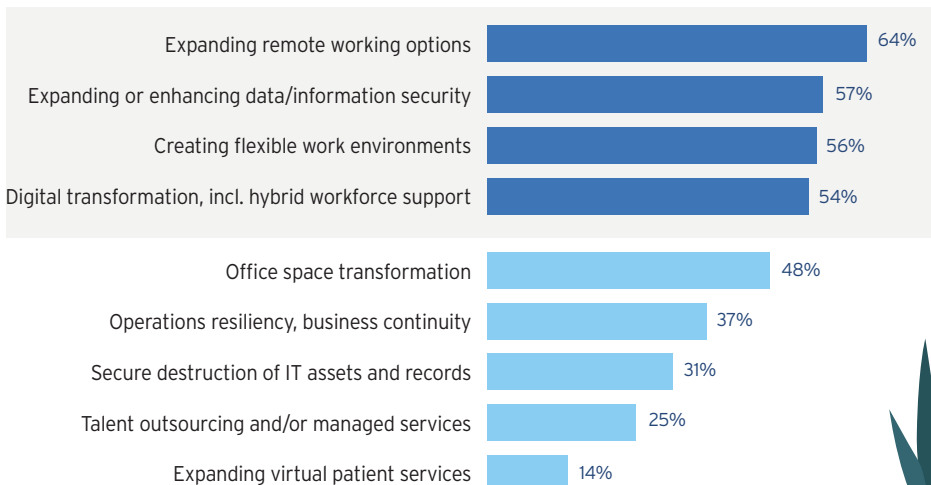 Expanding remote working options 64%
Expanding or enhancing data/information security 57%
Creating flexible work environments 56%
Digital transformation, incl. hybrid workforce support 54%
Office space transformation 48%
Operations resiliency, business continuity 37%
Secure destruction of IT assets and records 31%
Talent outsourcing and/or managed services 25%
Expanding virtual patient services 14%